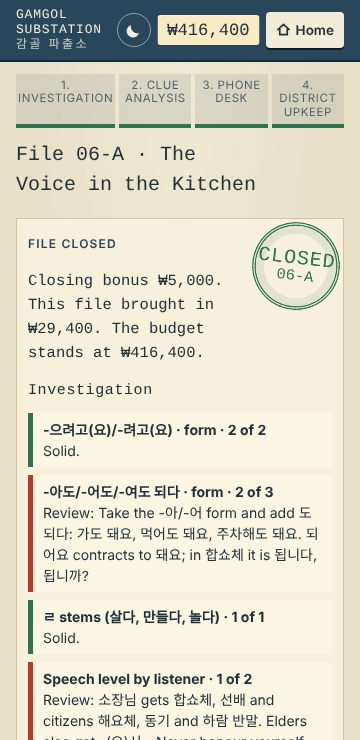 GAMGOL
SUBSTATION
감골 파출소
₩416,400
Home
1.
INVESTIGATION
2. CLUE
ANALYSIS
3. PHONE
DESK
4.
DISTRICT
UPKEEP
File 06-A · The
Voice in the Kitchen
FILE CLOSED
CLOSED
06-A
Closing bonus ₩5,000.
This file brought in
₩29,400. The budget
stands at ₩416,400.
Investigation
-으려고(요)/-려고(요) · form · 2 of 2
Solid.
-아도/-어도/-여도 되다 · form · 2 of 3
Review: Take the -아/-어 form and add 도
되다: 가도 돼요, 먹어도 돼요, 주차해도 돼요. 되
어요 contracts to 돼요; in 합쇼체 it is 됩니다,
됩니까?
ㄹ stems (살다, 만들다, 놀다) · 1 of 1
Solid.
Speech level by listener · 1 of 2
Review: 소장님 gets 합쇼체, 선배 and
citizens 해요체, 동기 and 하람 반말. Elders